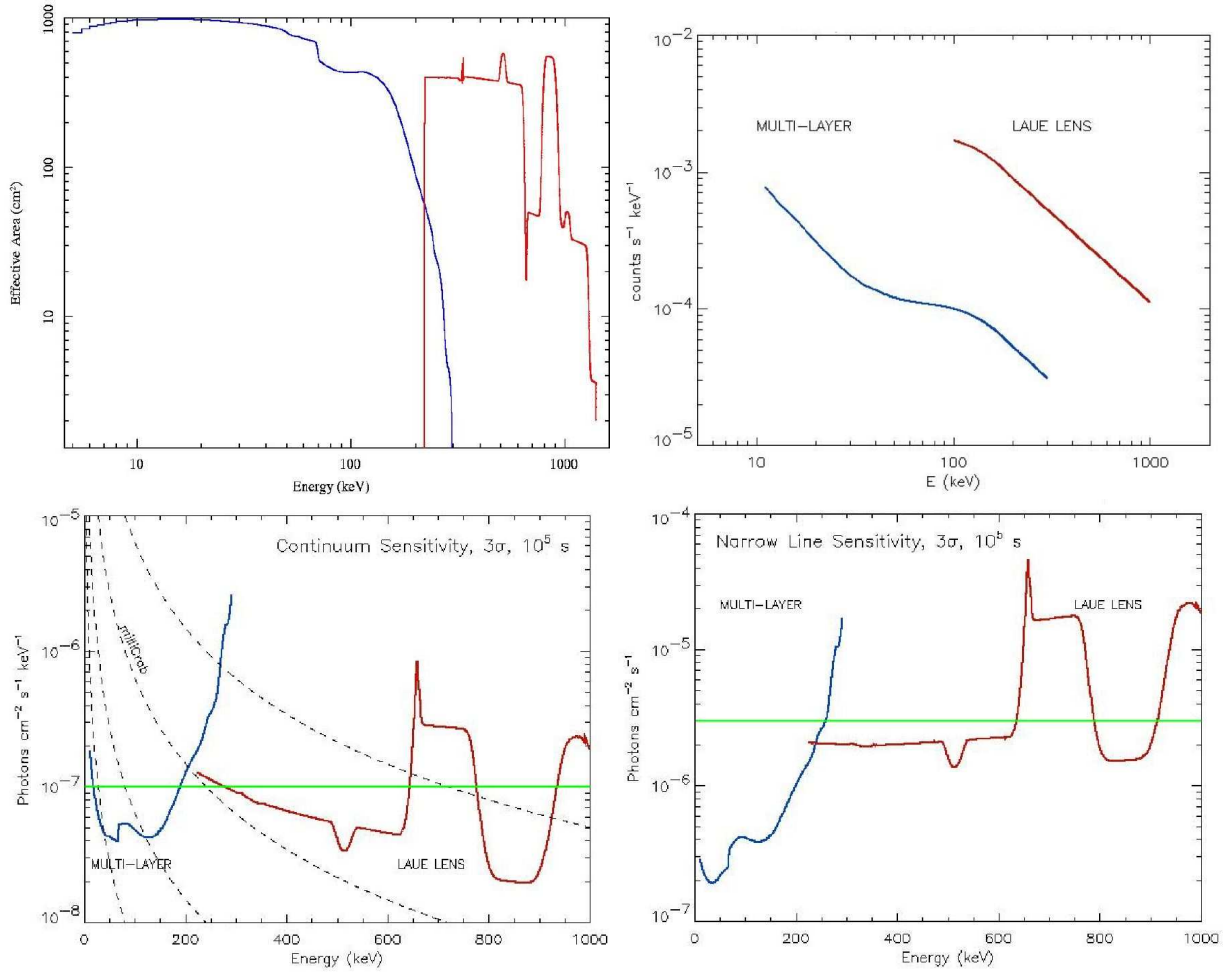 1000
100
10
Effective Area (cm²)
10
100
1000
Energy (keV)
10⁻²
10⁻³
10⁻⁴
10⁻⁵
counts s⁻¹ keV⁻¹
MULTI-LAYER
LAUE LENS
10
100
1000
E (keV)
10⁻⁵
10⁻⁶
10⁻⁷
10⁻⁸
Photons cm⁻² s⁻¹ keV⁻¹
Continuum Sensitivity, 3σ, 10⁵ s
milliCrab
MULTI-LAYER
LAUE LENS
0
200
400
600
800
1000
Energy (keV)
10⁻⁴
10⁻⁵
10⁻⁶
10⁻⁷
Photons cm⁻² s⁻¹
Narrow Line Sensitivity, 3σ, 10⁵ s
MULTI-LAYER
LAUE LENS
0
200
400
600
800
1000
Energy (keV)